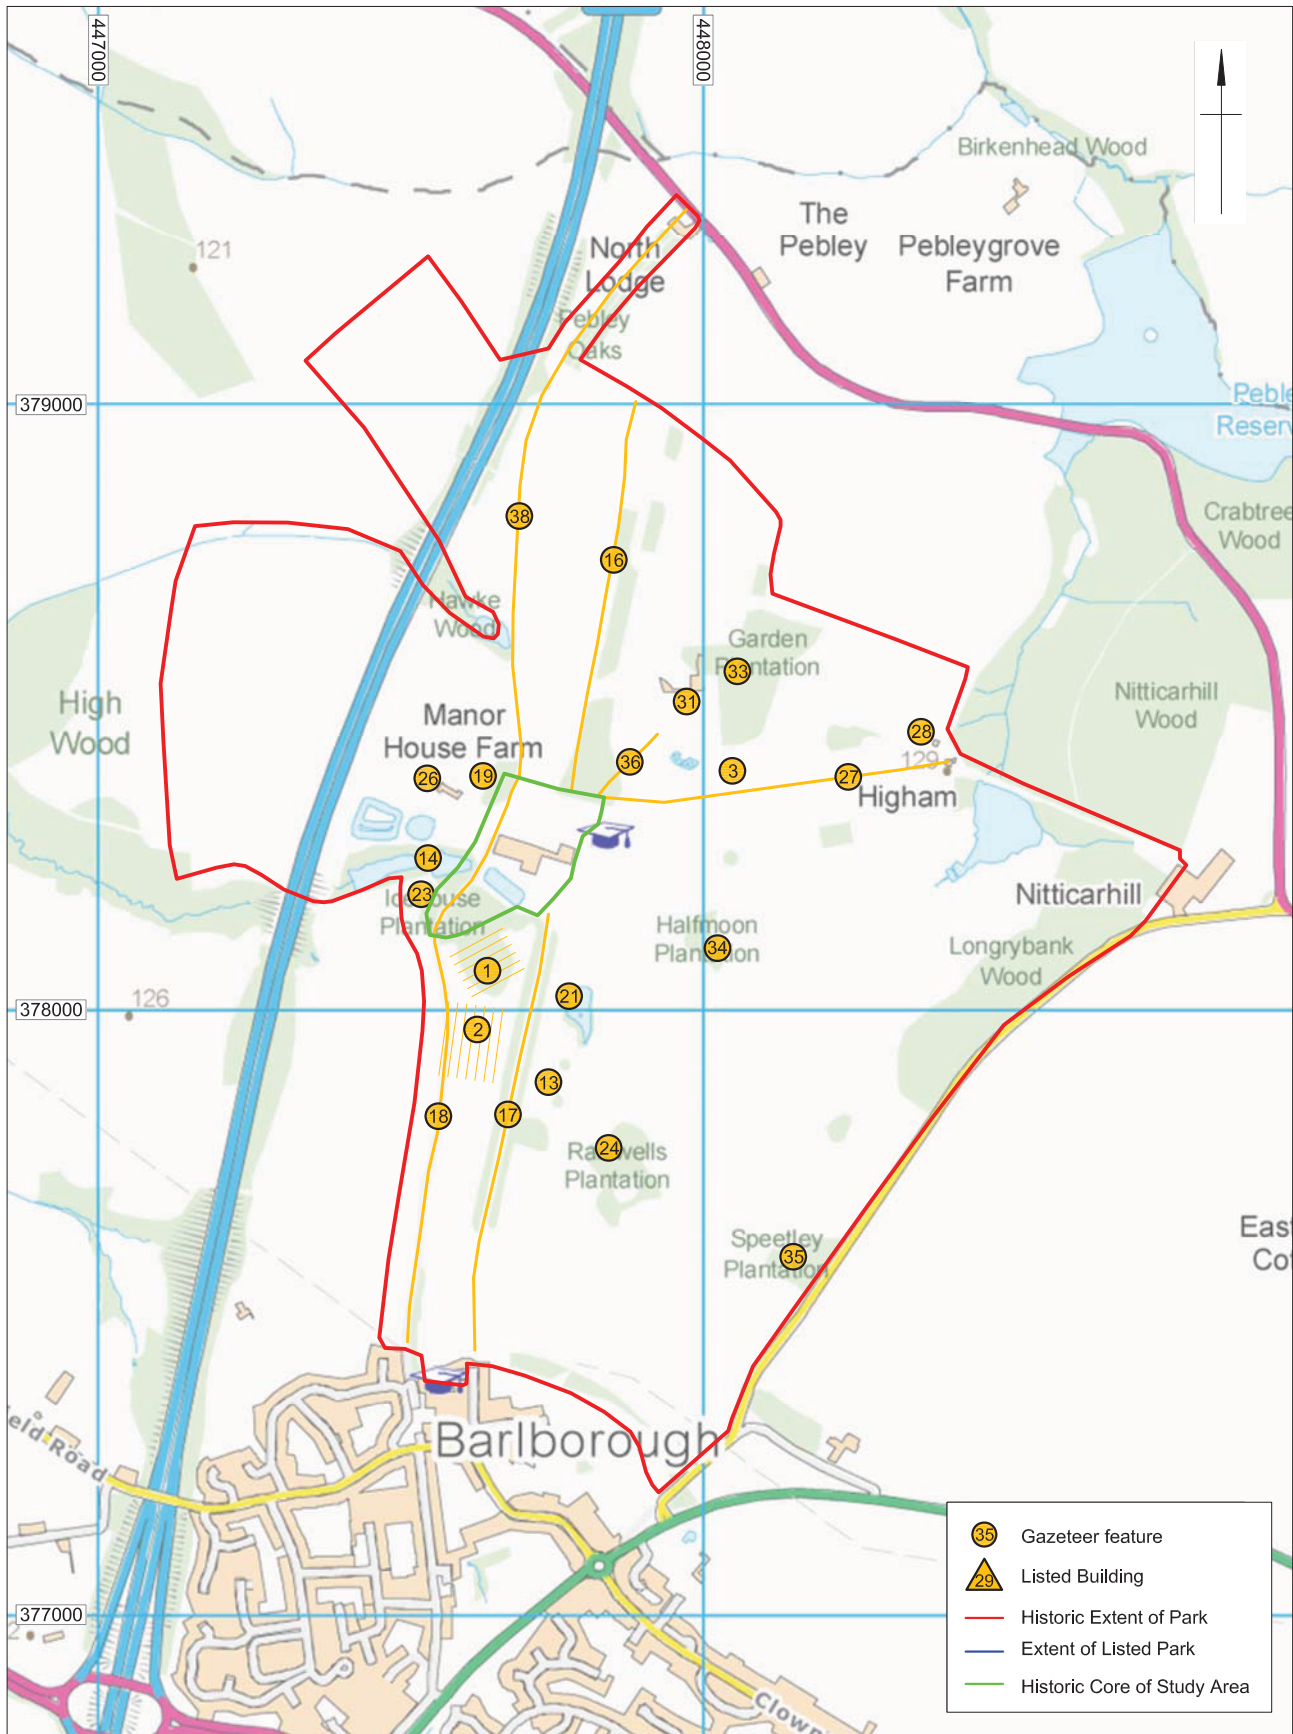 447000
448000
Birkenhead Wood
The
Pebley
Pebleygrove
Farm
121
North
Lodge
Pebley
Oaks
379000
Crabtree
Wood
38
16
Hawke
Wood
Garden
Plantation
33
31
High
Wood
Manor
House Farm
Nitticarhill
Wood
28
129
36
3
27
Higham
26
19
14
23
Icehouse
Plantation
Nitticarhill
Halfmoon
Plantation
34
Longrybank
Wood
1
126
21
378000
2
13
18
17
24
Plantation
Speetley
Plantation
35
East
Barlborough
eld Road
377000
Clown
35 Gazeteer feature
29 Listed Building
Historic Extent of Park
Extent of Listed Park
Historic Core of Study Area